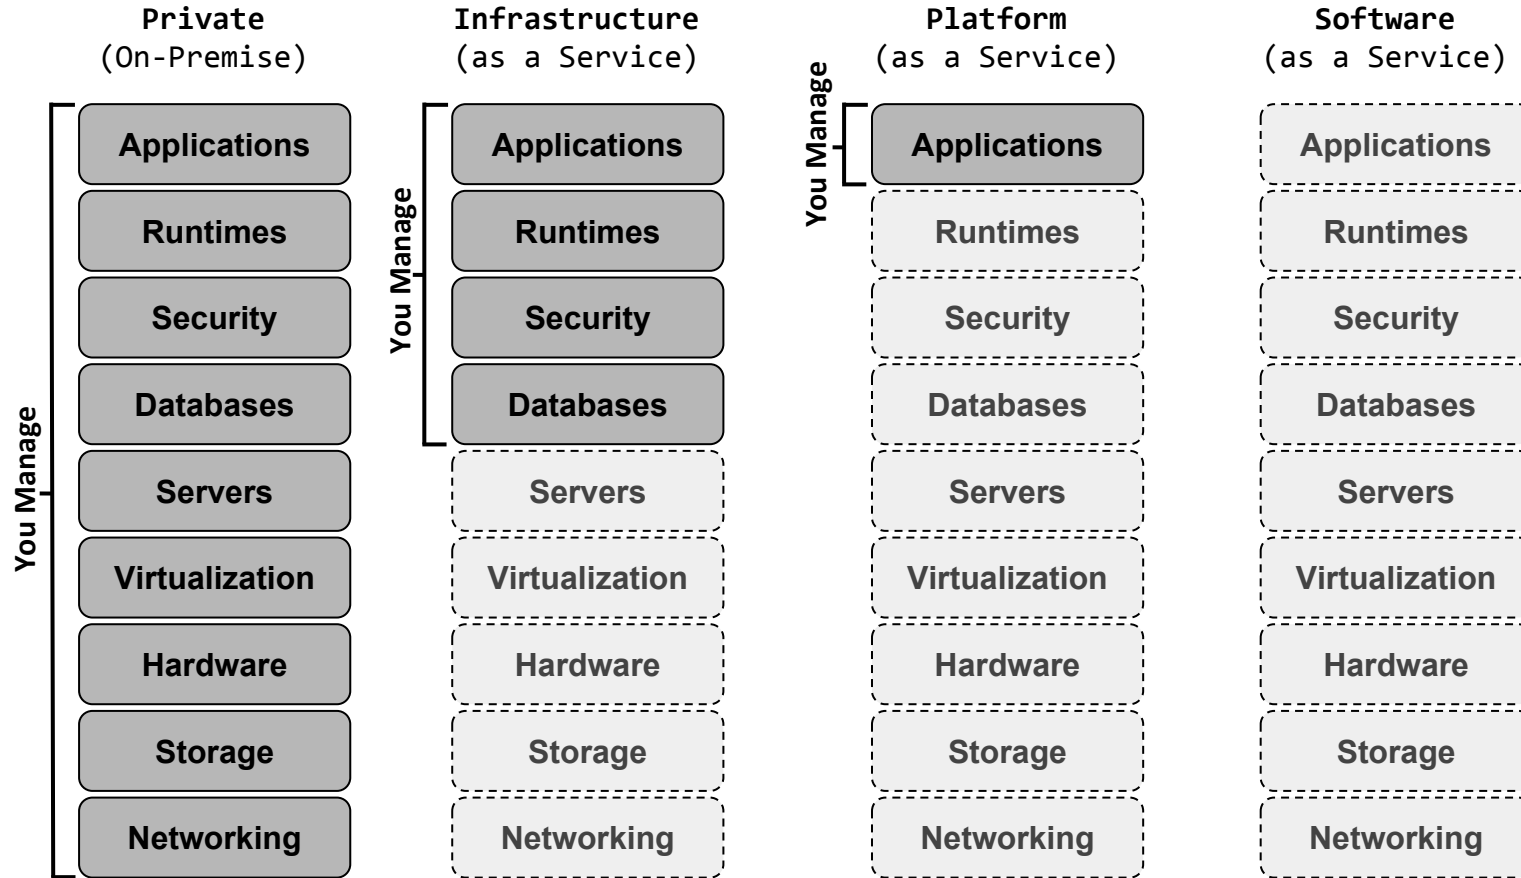 Private
(On-Premise)
Infrastructure
(as a Service)
Platform
(as a Service)
Software
(as a Service)
You Manage
Applications
Runtimes
Security
Databases
Servers
Virtualization
Hardware
Storage
Networking
You Manage
Applications
Runtimes
Security
Databases
Servers
Virtualization
Hardware
Storage
Networking
You Manage
Applications
Runtimes
Security
Databases
Servers
Virtualization
Hardware
Storage
Networking
Applications
Runtimes
Security
Databases
Servers
Virtualization
Hardware
Storage
Networking